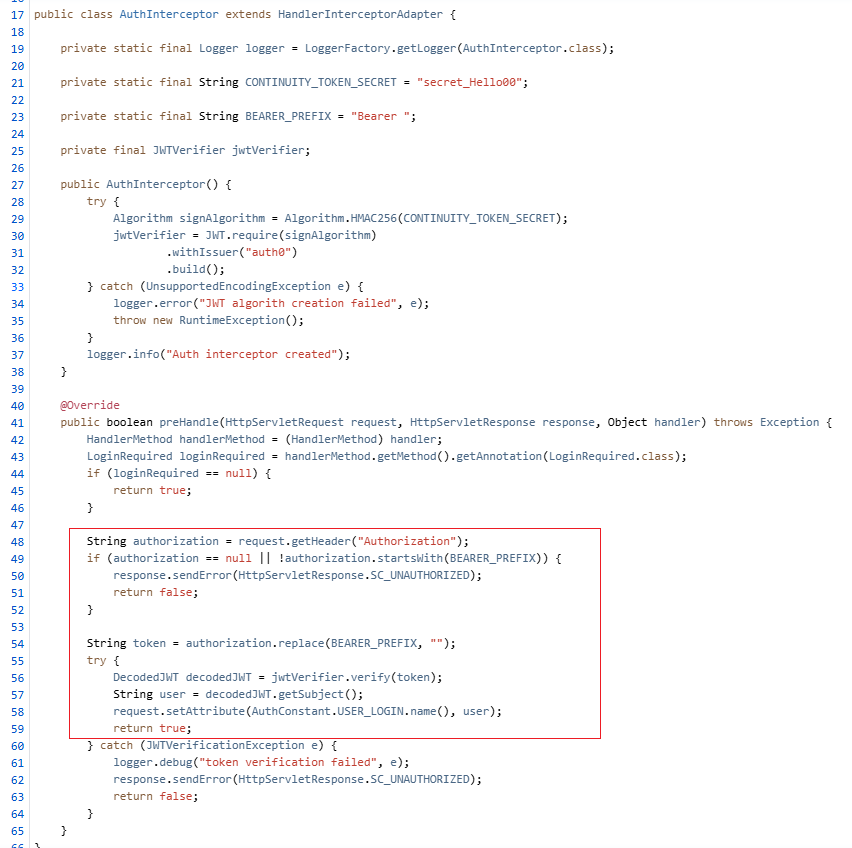 17 public class AuthInterceptor extends HandlerInterceptorAdapter {
18
19     private static final Logger logger = LoggerFactory.getLogger(AuthInterceptor.class);
20
21     private static final String CONTINUITY_TOKEN_SECRET = "secret_Hello00";
22
23     private static final String BEARER_PREFIX = "Bearer ";
24
25     private final JWTVerifier jwtVerifier;
26
27     public AuthInterceptor() {
28         try {
29             Algorithm signAlgorithm = Algorithm.HMAC256(CONTINUITY_TOKEN_SECRET);
30             jwtVerifier = JWT.require(signAlgorithm)
31                     .withIssuer("auth0")
32                     .build();
33         } catch (UnsupportedEncodingException e) {
34             logger.error("JWT algorith creation failed", e);
35             throw new RuntimeException();
36         }
37         logger.info("Auth interceptor created");
38     }
39
40     @Override
41     public boolean preHandle(HttpServletRequest request, HttpServletResponse response, Object handler) throws Exception {
42         HandlerMethod handlerMethod = (HandlerMethod) handler;
43         LoginRequired loginRequired = handlerMethod.getMethod().getAnnotation(LoginRequired.class);
44         if (loginRequired == null) {
45             return true;
46         }
47
48         String authorization = request.getHeader("Authorization");
49         if (authorization == null || !authorization.startsWith(BEARER_PREFIX)) {
50             response.sendError(HttpServletResponse.SC_UNAUTHORIZED);
51             return false;
52         }
53
54         String token = authorization.replace(BEARER_PREFIX, "");
55         try {
56             DecodedJWT decodedJWT = jwtVerifier.verify(token);
57             String user = decodedJWT.getSubject();
58             request.setAttribute(AuthConstant.USER_LOGIN.name(), user);
59             return true;
60         } catch (JWTVerificationException e) {
61             logger.debug("token verification failed", e);
62             response.sendError(HttpServletResponse.SC_UNAUTHORIZED);
63             return false;
64         }
65     }
66 }